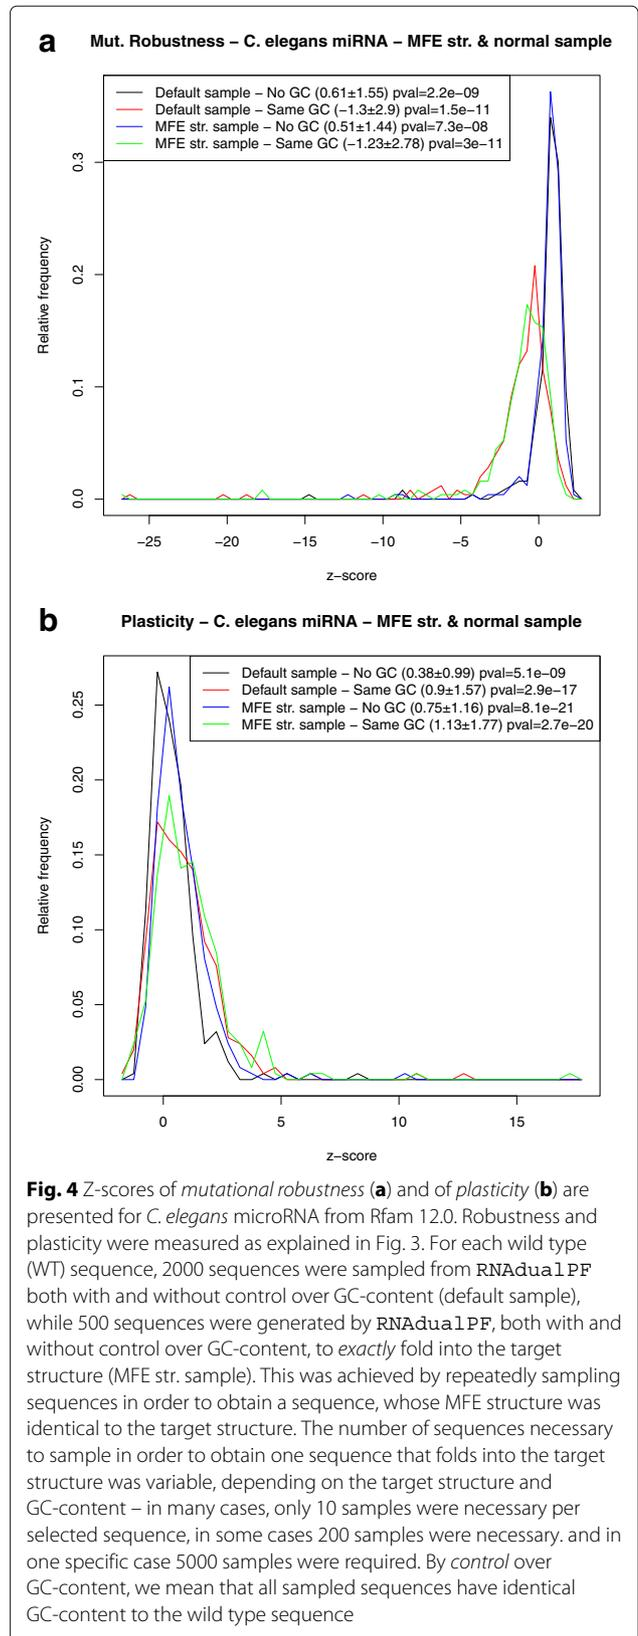 a
Mut. Robustness − C. elegans miRNA − MFE str. & normal sample
Default sample − No GC (0.61±1.55) pval=2.2e−09
Default sample − Same GC (−1.3±2.9) pval=1.5e−11
MFE str. sample − No GC (0.51±1.44) pval=7.3e−08
MFE str. sample − Same GC (−1.23±2.78) pval=3e−11
Relative frequency
0.3
0.2
0.1
0.0
−25 −20 −15 −10 −5 0
z−score
b
Plasticity − C. elegans miRNA − MFE str. & normal sample
Default sample − No GC (0.38±0.99) pval=5.1e−09
Default sample − Same GC (0.9±1.57) pval=2.9e−17
MFE str. sample − No GC (0.75±1.16) pval=8.1e−21
MFE str. sample − Same GC (1.13±1.77) pval=2.7e−20
Relative frequency
0.25
0.20
0.15
0.10
0.05
0.00
0 5 10 15
z−score
Fig. 4 Z-scores of mutational robustness (a) and of plasticity (b) are
presented for C. elegans microRNA from Rfam 12.0. Robustness and
plasticity were measured as explained in Fig. 3. For each wild type
(WT) sequence, 2000 sequences were sampled from RNAdualPF
both with and without control over GC-content (default sample),
while 500 sequences were generated by RNAdualPF, both with and
without control over GC-content, to exactly fold into the target
structure (MFE str. sample). This was achieved by repeatedly sampling
sequences in order to obtain a sequence, whose MFE structure was
identical to the target structure. The number of sequences necessary
to sample in order to obtain one sequence that folds into the target
structure was variable, depending on the target structure and
GC-content – in many cases, only 10 samples were necessary per
selected sequence, in some cases 200 samples were necessary. and in
one specific case 5000 samples were required. By control over
GC-content, we mean that all sampled sequences have identical
GC-content to the wild type sequence